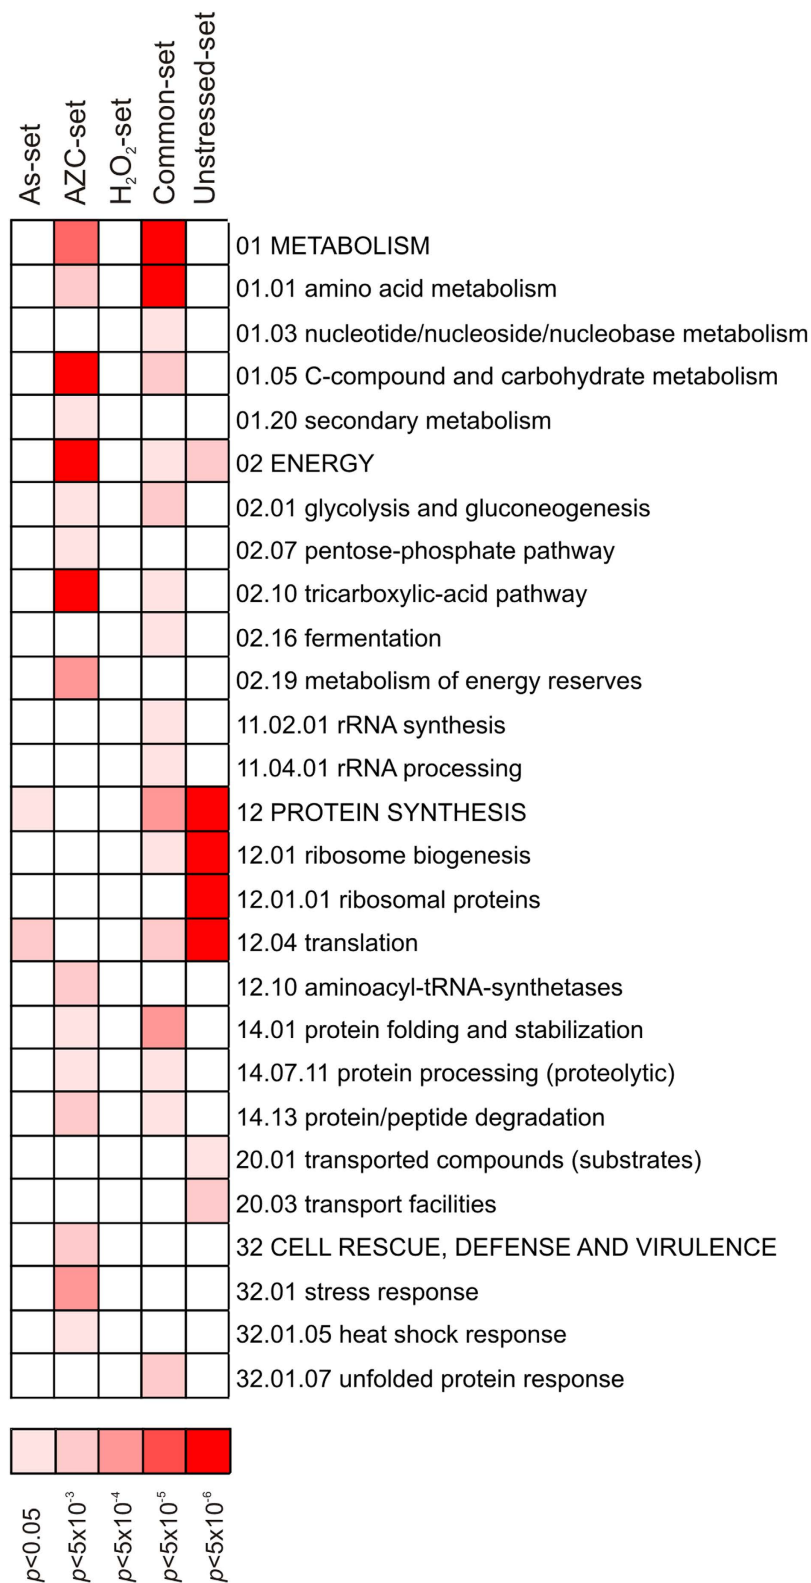 As-set
AZC-set
H₂O₂-set
Common-set
Unstressed-set
01 METABOLISM
01.01 amino acid metabolism
01.03 nucleotide/nucleoside/nucleobase metabolism
01.05 C-compound and carbohydrate metabolism
01.20 secondary metabolism
02 ENERGY
02.01 glycolysis and gluconeogenesis
02.07 pentose-phosphate pathway
02.10 tricarboxylic-acid pathway
02.16 fermentation
02.19 metabolism of energy reserves
11.02.01 rRNA synthesis
11.04.01 rRNA processing
12 PROTEIN SYNTHESIS
12.01 ribosome biogenesis
12.01.01 ribosomal proteins
12.04 translation
12.10 aminoacyl-tRNA-synthetases
14.01 protein folding and stabilization
14.07.11 protein processing (proteolytic)
14.13 protein/peptide degradation
20.01 transported compounds (substrates)
20.03 transport facilities
32 CELL RESCUE, DEFENSE AND VIRULENCE
32.01 stress response
32.01.05 heat shock response
32.01.07 unfolded protein response
p<0.05
p<5x10⁻³
p<5x10⁻⁴
p<5x10⁻⁵
p<5x10⁻⁶